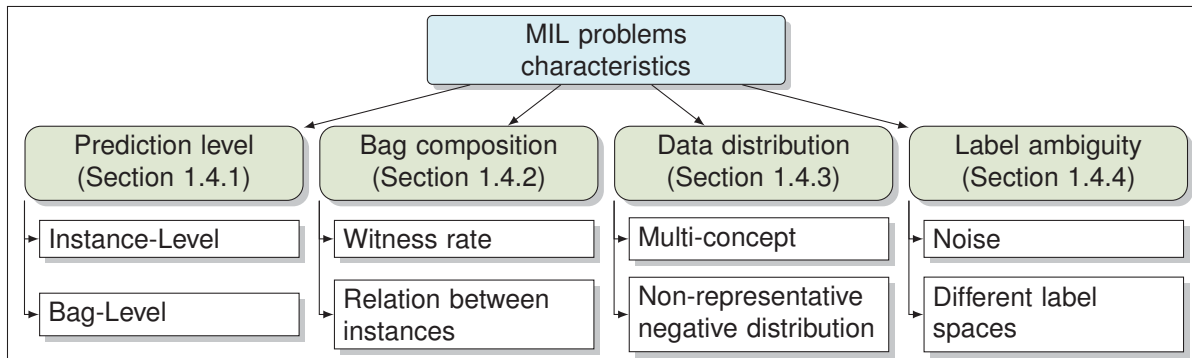 MIL problems
characteristics
Prediction level
(Section 1.4.1)
Instance-Level
Bag-Level
Bag composition
(Section 1.4.2)
Witness rate
Relation between
instances
Data distribution
(Section 1.4.3)
Multi-concept
Non-representative
negative distribution
Label ambiguity
(Section 1.4.4)
Noise
Different label
spaces